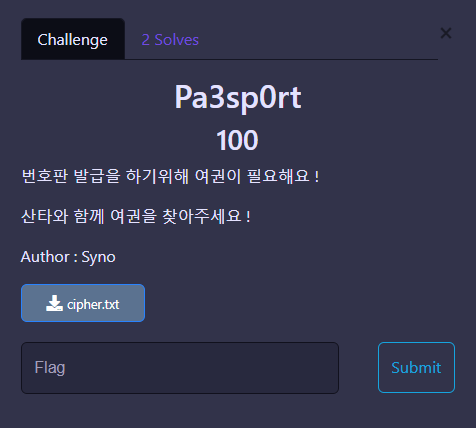 Challenge
2 Solves
×
Pa3sp0rt
100
번호판 발급을 하기위해 여권이 필요해요 !
산타와 함께 여권을 찾아주세요 !
Author : Syno
cipher.txt
Flag
Submit